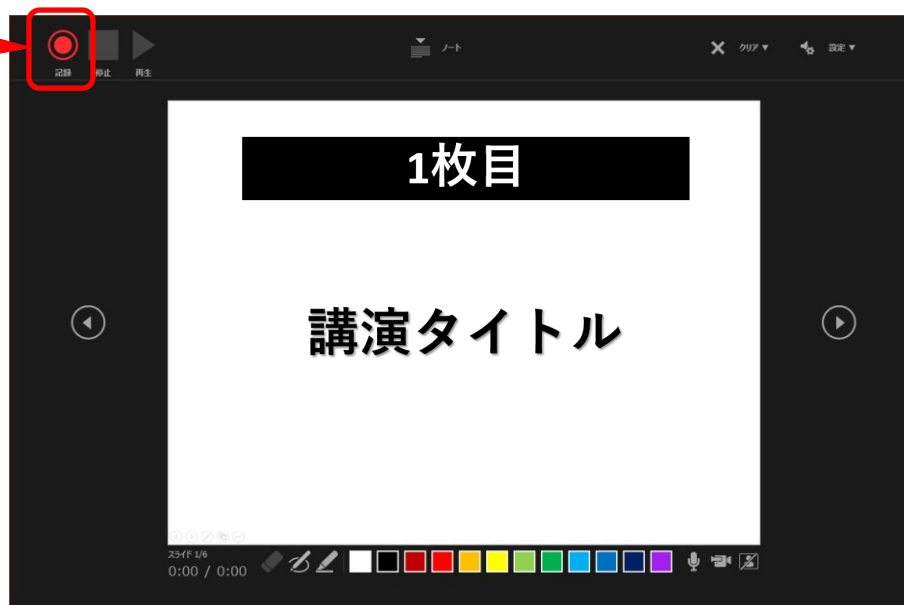 記録 停止 再生
ノート
クリア ▼ 設定 ▼
1枚目
講演タイトル
スライド 1/6
0:00 / 0:00